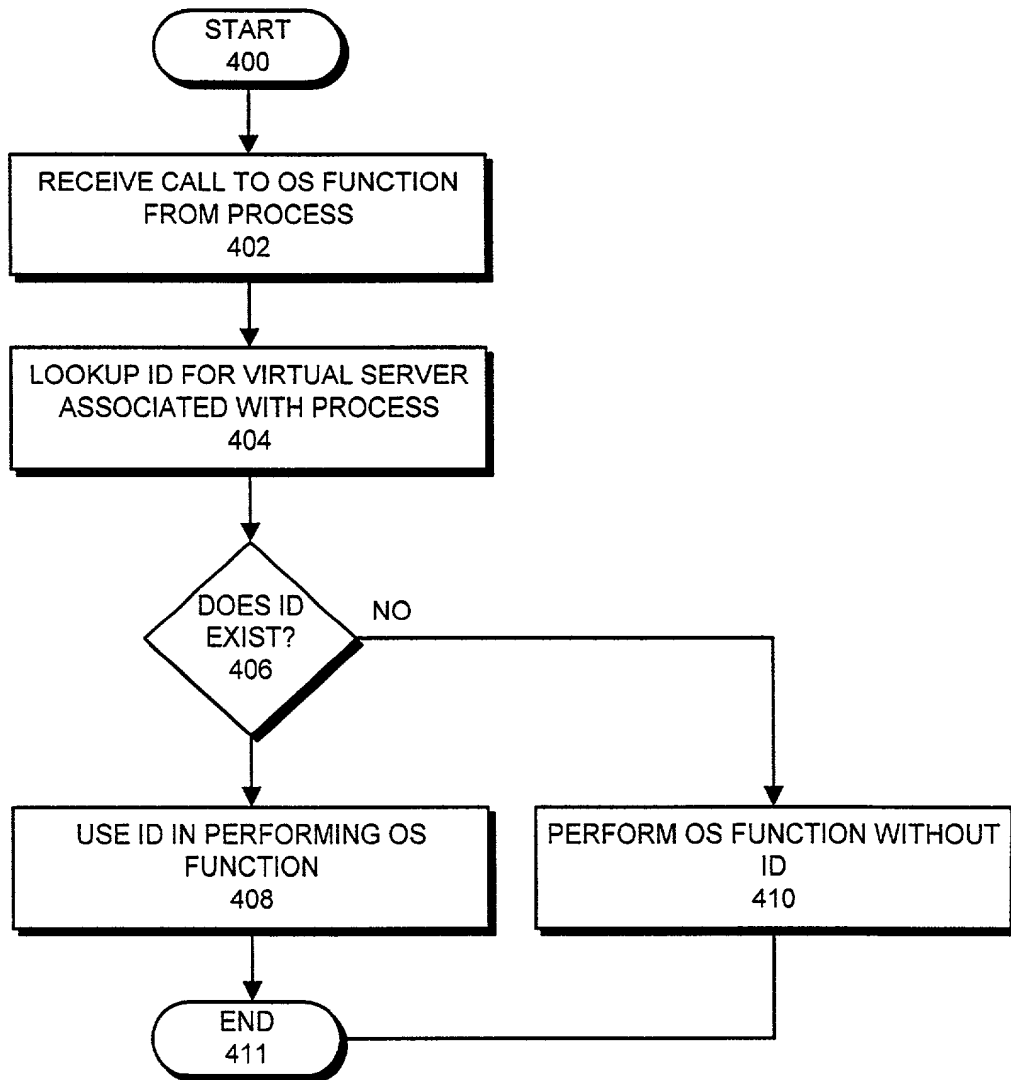 START
400
RECEIVE CALL TO OS FUNCTION
FROM PROCESS
402
LOOKUP ID FOR VIRTUAL SERVER
ASSOCIATED WITH PROCESS
404
DOES ID
EXIST?
406
NO
USE ID IN PERFORMING OS
FUNCTION
408
PERFORM OS FUNCTION WITHOUT
ID
410
END
411